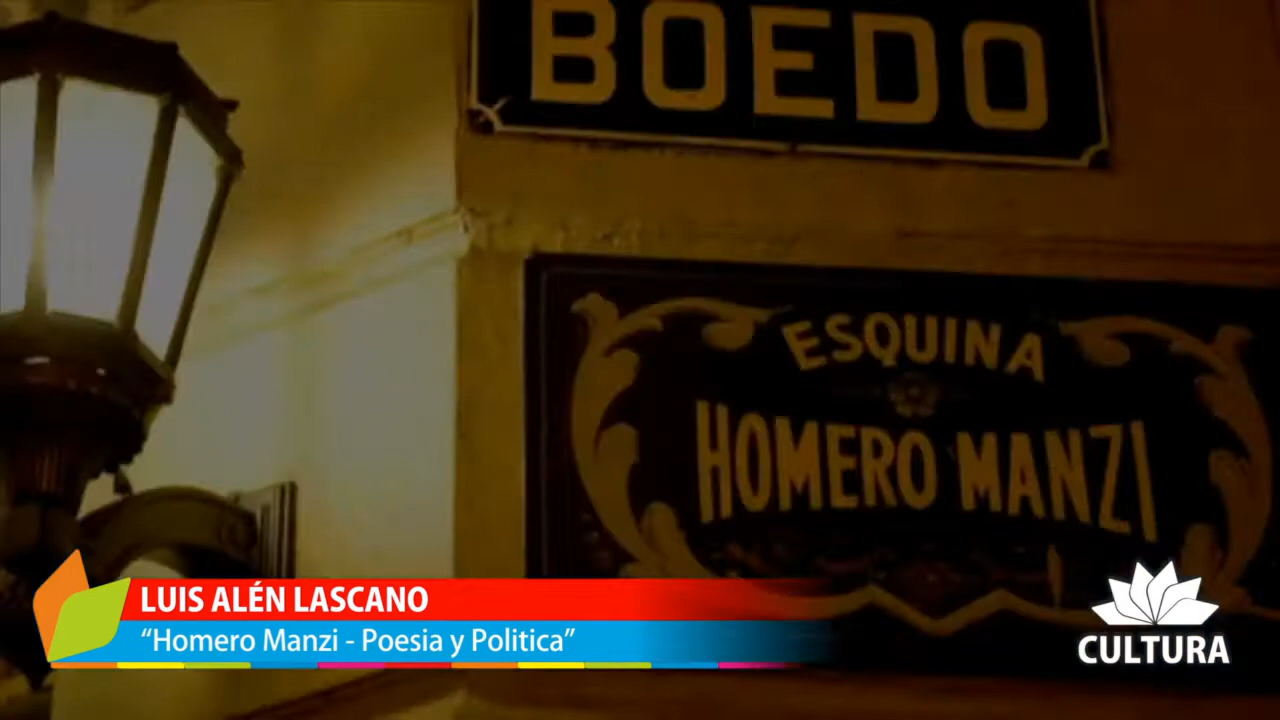 BOEDO
ESQUINA
HOMERO MANZI
LUIS ALÉN LASCANO
“Homero Manzi - Poesia y Politica”
CULTURA